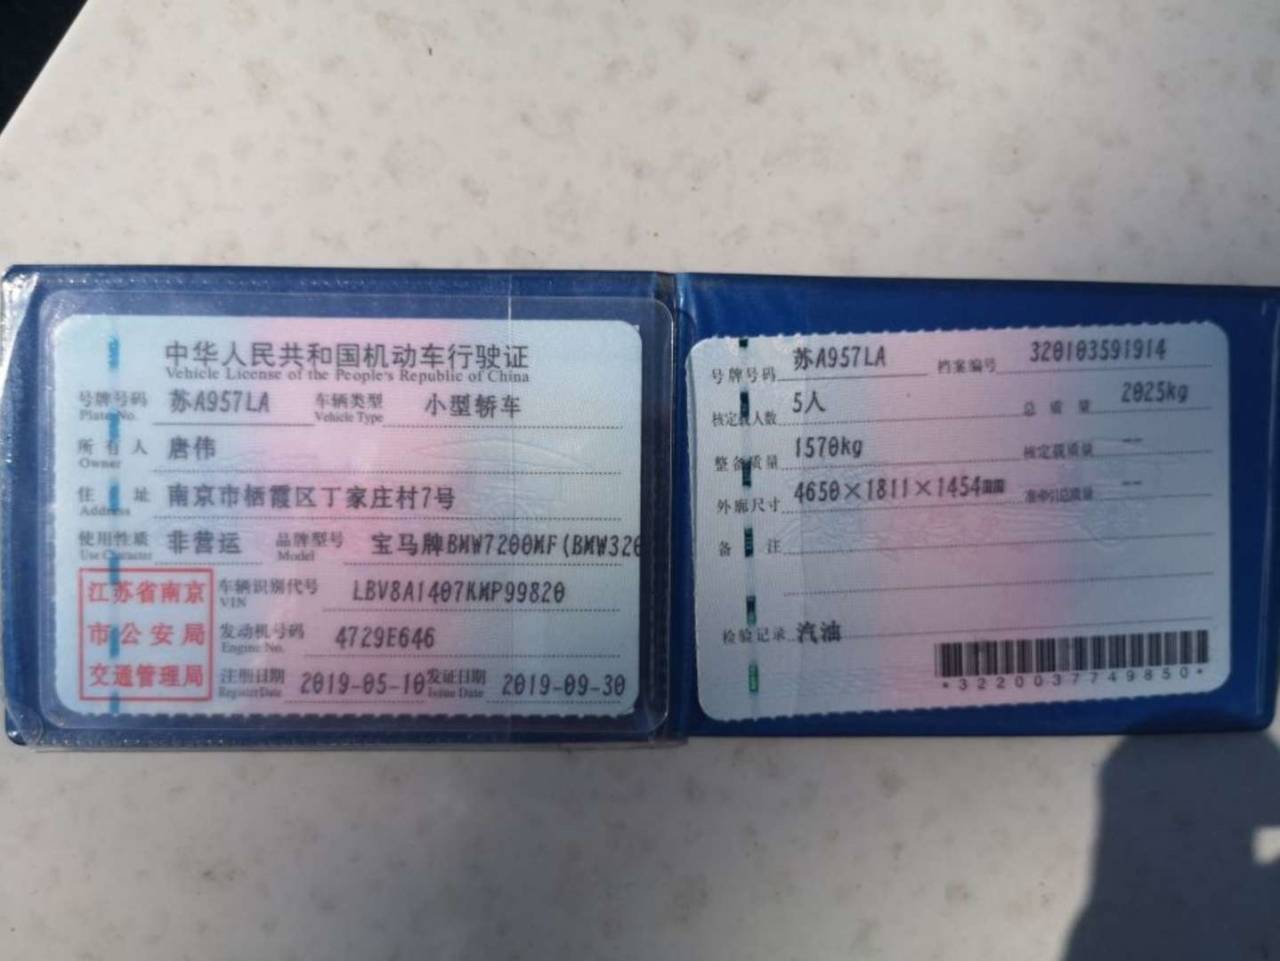 中华人民共和国机动车行驶证
Vehicle License of the People's Republic of China
号牌号码 苏A957LA 车辆类型 小型轿车
Plate No. Vehicle Type
所有人 唐伟
Owner
住址 南京市栖霞区丁家庄村7号
Address
使用性质 非营运 品牌型号 宝马牌BMW7200MF(BMW320
Use Character Model
江苏省南京
市公安局
交通管理局
车辆识别代号 LBV8A1407KMP99820
VIN
发动机号码 4729E646
Engine No.
注册日期 2019-05-10 发证日期 2019-09-30
Register Date Issue Date
号牌号码 苏A957LA 档案编号 320103591914
核定载人数 5人 总质量 2025kg
整备质量 1570kg 核定载质量 --
外廓尺寸 4650×1811×1454㎜ 准牵引总质量 --
备注
检验记录 汽油
*3220037749850*